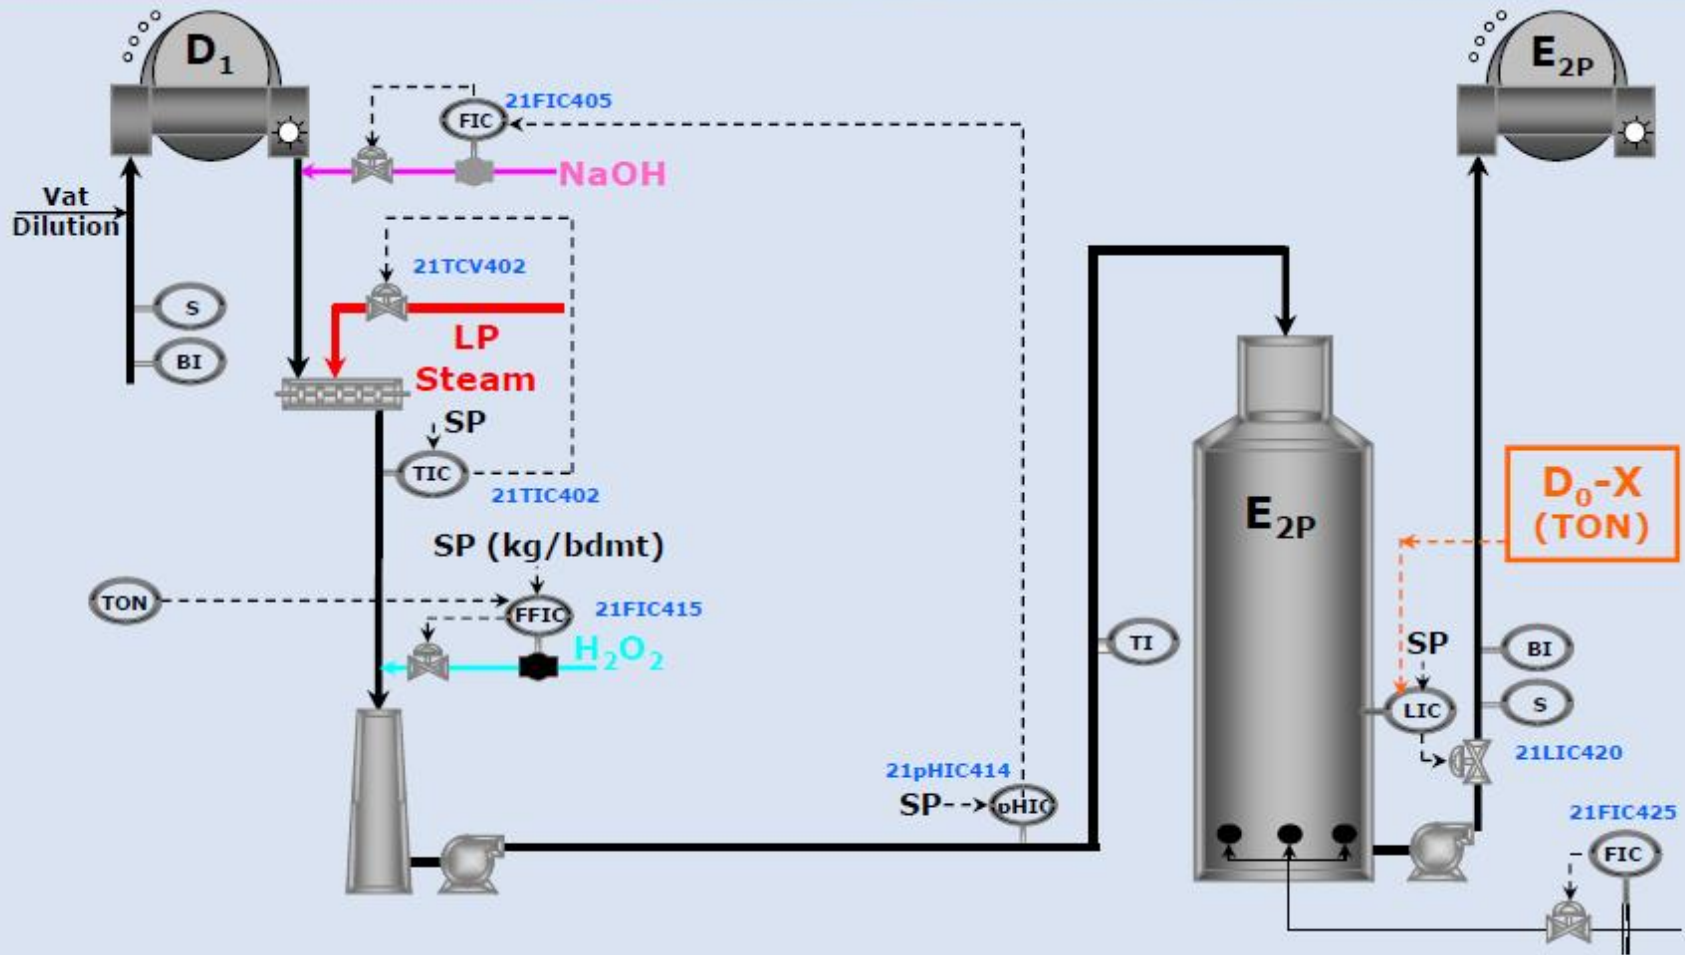 D1
E2P
21FIC405
FIC
NaOH
Vat
Dilution
21TCV402
S
LP
Steam
BI
SP
TIC
21TIC402
D0-X
(TON)
E2P
SP (kg/bdmt)
TON
FFIC
21FIC415
H2O2
TI
SP
BI
LIC
S
21LIC420
21pHIC414
SP
pHIC
21FIC425
FIC